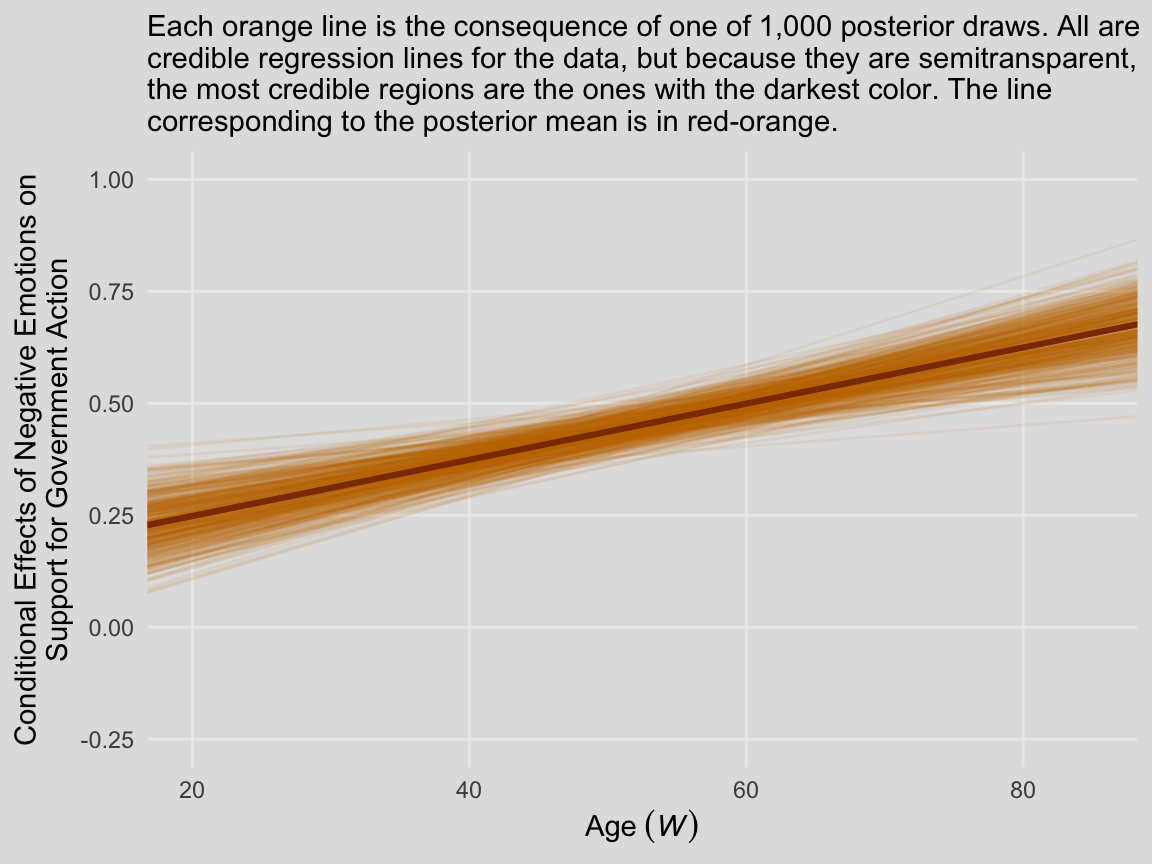 Each orange line is the consequence of one of 1,000 posterior draws. All are
credible regression lines for the data, but because they are semitransparent,
the most credible regions are the ones with the darkest color. The line
corresponding to the posterior mean is in red-orange.
Conditional Effects of Negative Emotions on
Support for Government Action
1.00
0.75
0.50
0.25
0.00
-0.25
20
40
60
80
Age (W)